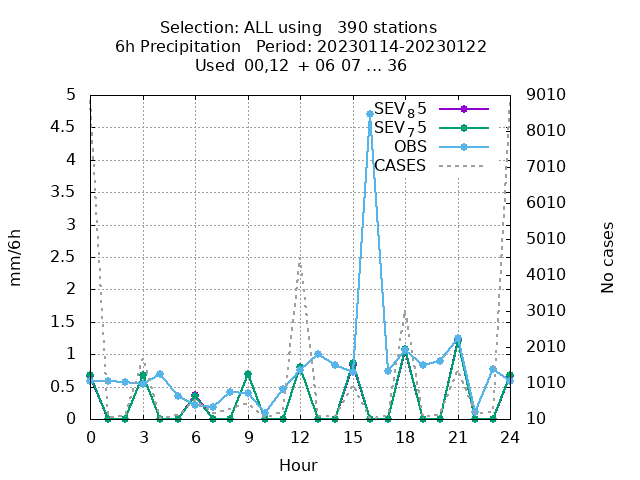 Selection: ALL using   390 stations
6h Precipitation   Period: 20230114-20230122
Used  00,12  + 06 07 ... 36
mm/6h
5
4.5
4
3.5
3
2.5
2
1.5
1
0.5
0
SEV₈5
SEV₇5
OBS
CASES
9010
8010
7010
6010
5010
4010
3010
2010
1010
10
No cases
0 3 6 9 12 15 18 21 24
Hour